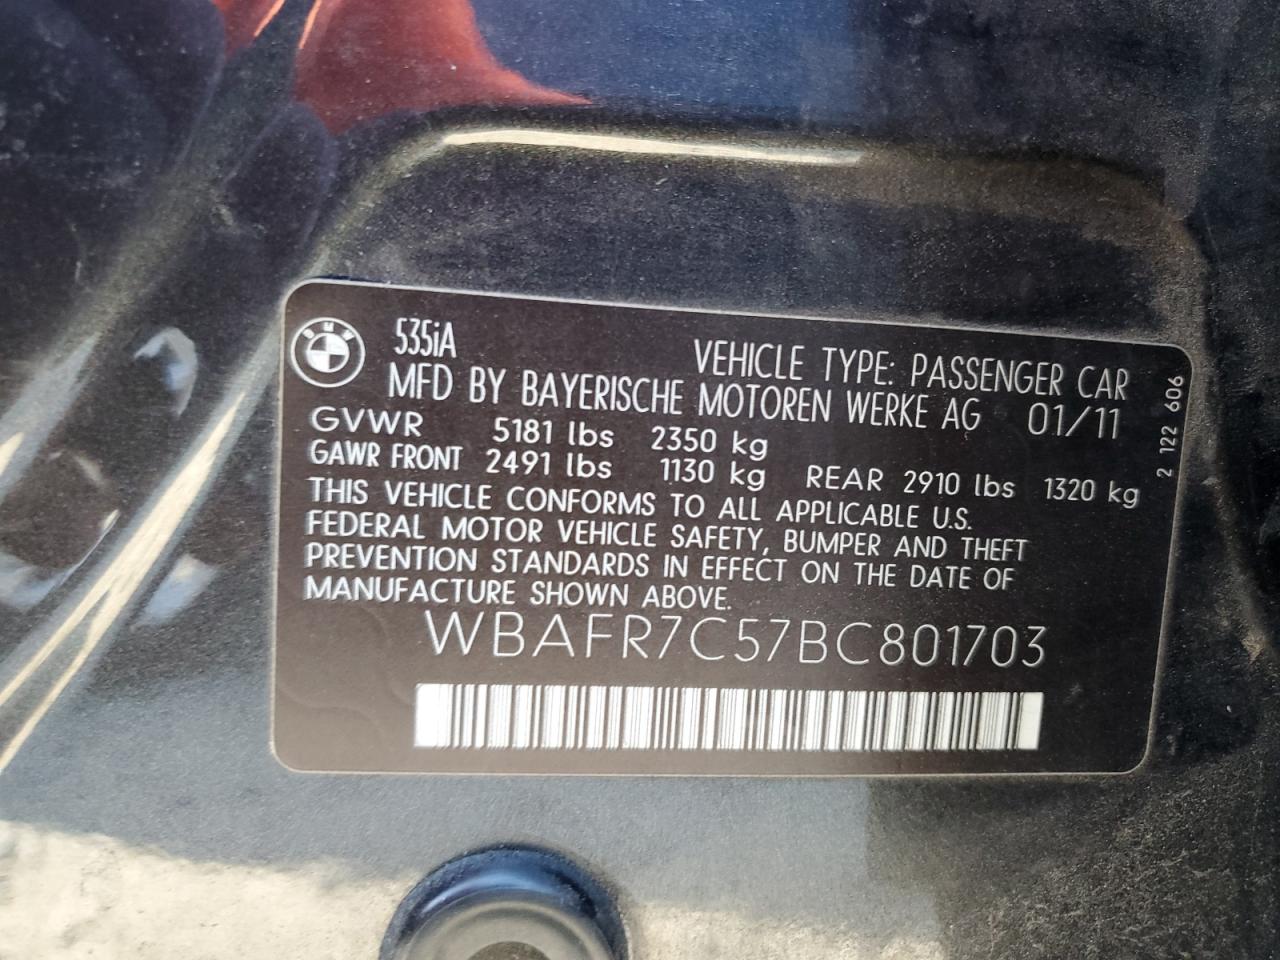 BMW
535iA
VEHICLE TYPE: PASSENGER CAR
MFD BY BAYERISCHE MOTOREN WERKE AG 01/11
GVWR 5181 lbs 2350 kg
GAWR FRONT 2491 lbs 1130 kg REAR 2910 lbs 1320 kg
THIS VEHICLE CONFORMS TO ALL APPLICABLE U.S.
FEDERAL MOTOR VEHICLE SAFETY, BUMPER AND THEFT
PREVENTION STANDARDS IN EFFECT ON THE DATE OF
MANUFACTURE SHOWN ABOVE.
WBAFR7C57BC801703
2 122 606